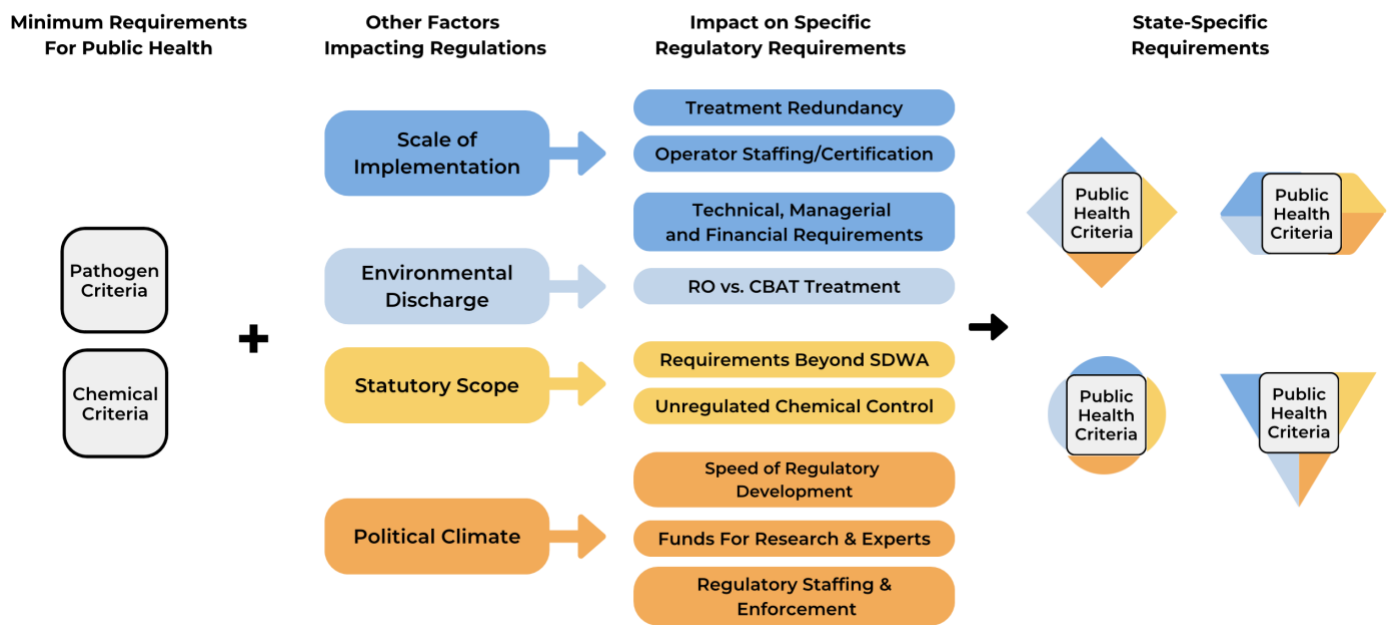 Minimum Requirements
For Public Health
Other Factors
Impacting Regulations
Impact on Specific
Regulatory Requirements
State-Specific
Requirements
Pathogen
Criteria
Chemical
Criteria
+
Scale of
Implementation
Environmental
Discharge
Statutory Scope
Political Climate
Treatment Redundancy
Operator Staffing/Certification
Technical, Managerial
and Financial Requirements
RO vs. CBAT Treatment
Requirements Beyond SDWA
Unregulated Chemical Control
Speed of Regulatory
Development
Funds For Research & Experts
Regulatory Staffing &
Enforcement
Public
Health
Criteria
Public
Health
Criteria
Public
Health
Criteria
Public
Health
Criteria